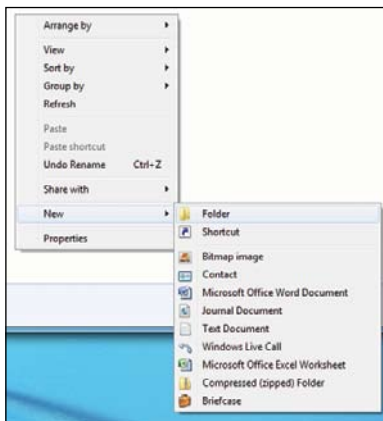 Arrange by
View
Sort by
Group by
Refresh
Paste
Paste shortcut
Undo Rename Ctrl+Z
Share with
New
Properties
Folder
Shortcut
Bitmap image
Contact
Microsoft Office Word Document
Journal Document
Text Document
Windows Live Call
Microsoft Office Excel Worksheet
Compressed (zipped) Folder
Briefcase